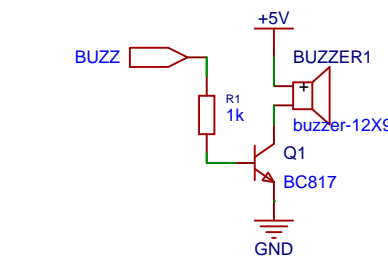 +5V
BUZZ
BUZZER1
+
R1
1k
buzzer-12X9
Q1
BC817
GND